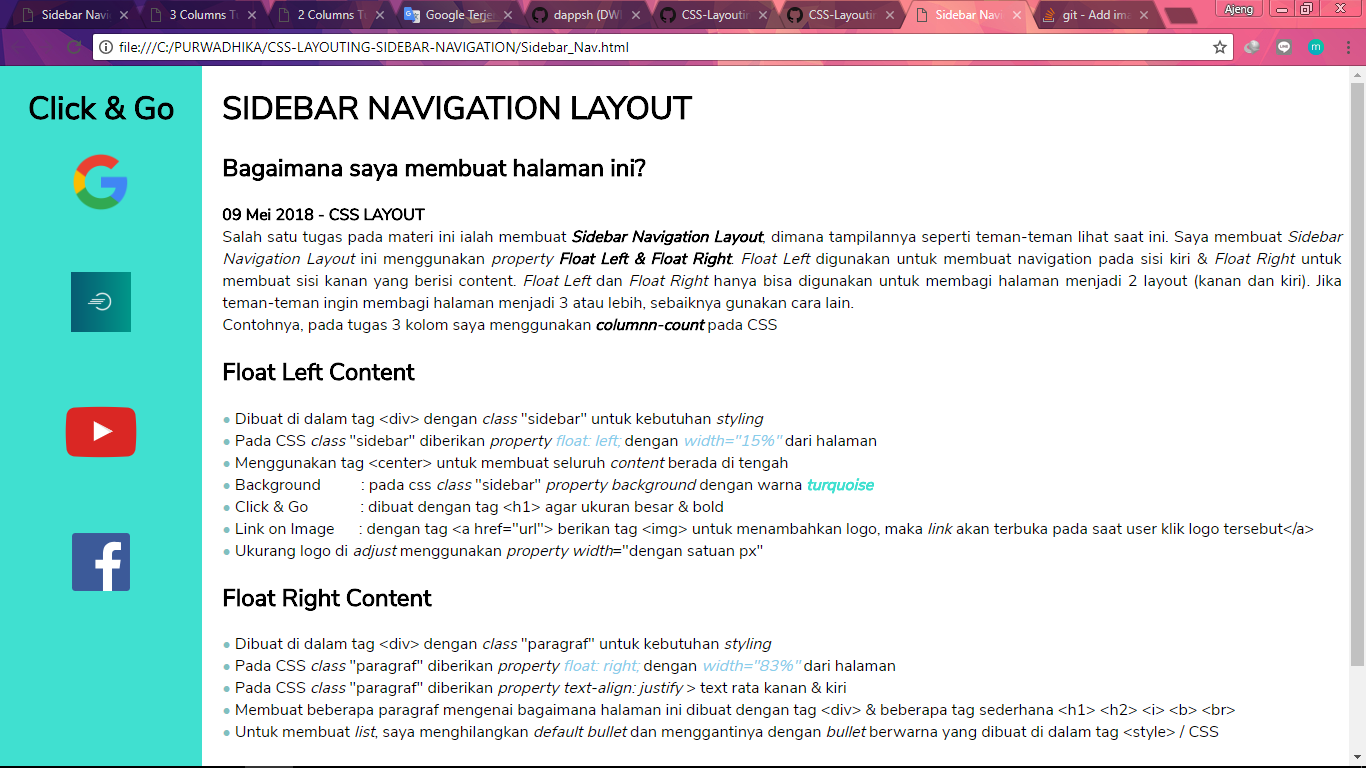 Sidebar Navi
3 Columns Tu
2 Columns Tu
Google Terjem
dappsh (DWI
CSS-Layoutin
CSS-Layoutin
Sidebar Navi
git - Add ima
Ajeng
file:///C:/PURWADHIKA/CSS-LAYOUTING-SIDEBAR-NAVIGATION/Sidebar_Nav.html
Click & Go
SIDEBAR NAVIGATION LAYOUT
Bagaimana saya membuat halaman ini?
09 Mei 2018 - CSS LAYOUT
Salah satu tugas pada materi ini ialah membuat Sidebar Navigation Layout, dimana tampilannya seperti teman-teman lihat saat ini. Saya membuat Sidebar
Navigation Layout ini menggunakan property Float Left & Float Right. Float Left digunakan untuk membuat navigation pada sisi kiri & Float Right untuk
membuat sisi kanan yang berisi content. Float Left dan Float Right hanya bisa digunakan untuk membagi halaman menjadi 2 layout (kanan dan kiri). Jika
teman-teman ingin membagi halaman menjadi 3 atau lebih, sebaiknya gunakan cara lain.
Contohnya, pada tugas 3 kolom saya menggunakan columnn-count pada CSS
Float Left Content
● Dibuat di dalam tag <div> dengan class "sidebar" untuk kebutuhan styling
● Pada CSS class "sidebar" diberikan property float: left; dengan width="15%" dari halaman
● Menggunakan tag <center> untuk membuat seluruh content berada di tengah
● Background : pada css class "sidebar" property background dengan warna turquoise
● Click & Go : dibuat dengan tag <h1> agar ukuran besar & bold
● Link on Image : dengan tag <a href="url"> berikan tag <img> untuk menambahkan logo, maka link akan terbuka pada saat user klik logo tersebut</a>
● Ukurang logo di adjust menggunakan property width="dengan satuan px"
Float Right Content
● Dibuat di dalam tag <div> dengan class "paragraf" untuk kebutuhan styling
● Pada CSS class "paragraf" diberikan property float: right; dengan width="83%" dari halaman
● Pada CSS class "paragraf" diberikan property text-align: justify > text rata kanan & kiri
● Membuat beberapa paragraf mengenai bagaimana halaman ini dibuat dengan tag <div> & beberapa tag sederhana <h1> <h2> <i> <b> <br>
● Untuk membuat list, saya menghilangkan default bullet dan menggantinya dengan bullet berwarna yang dibuat di dalam tag <style> / CSS